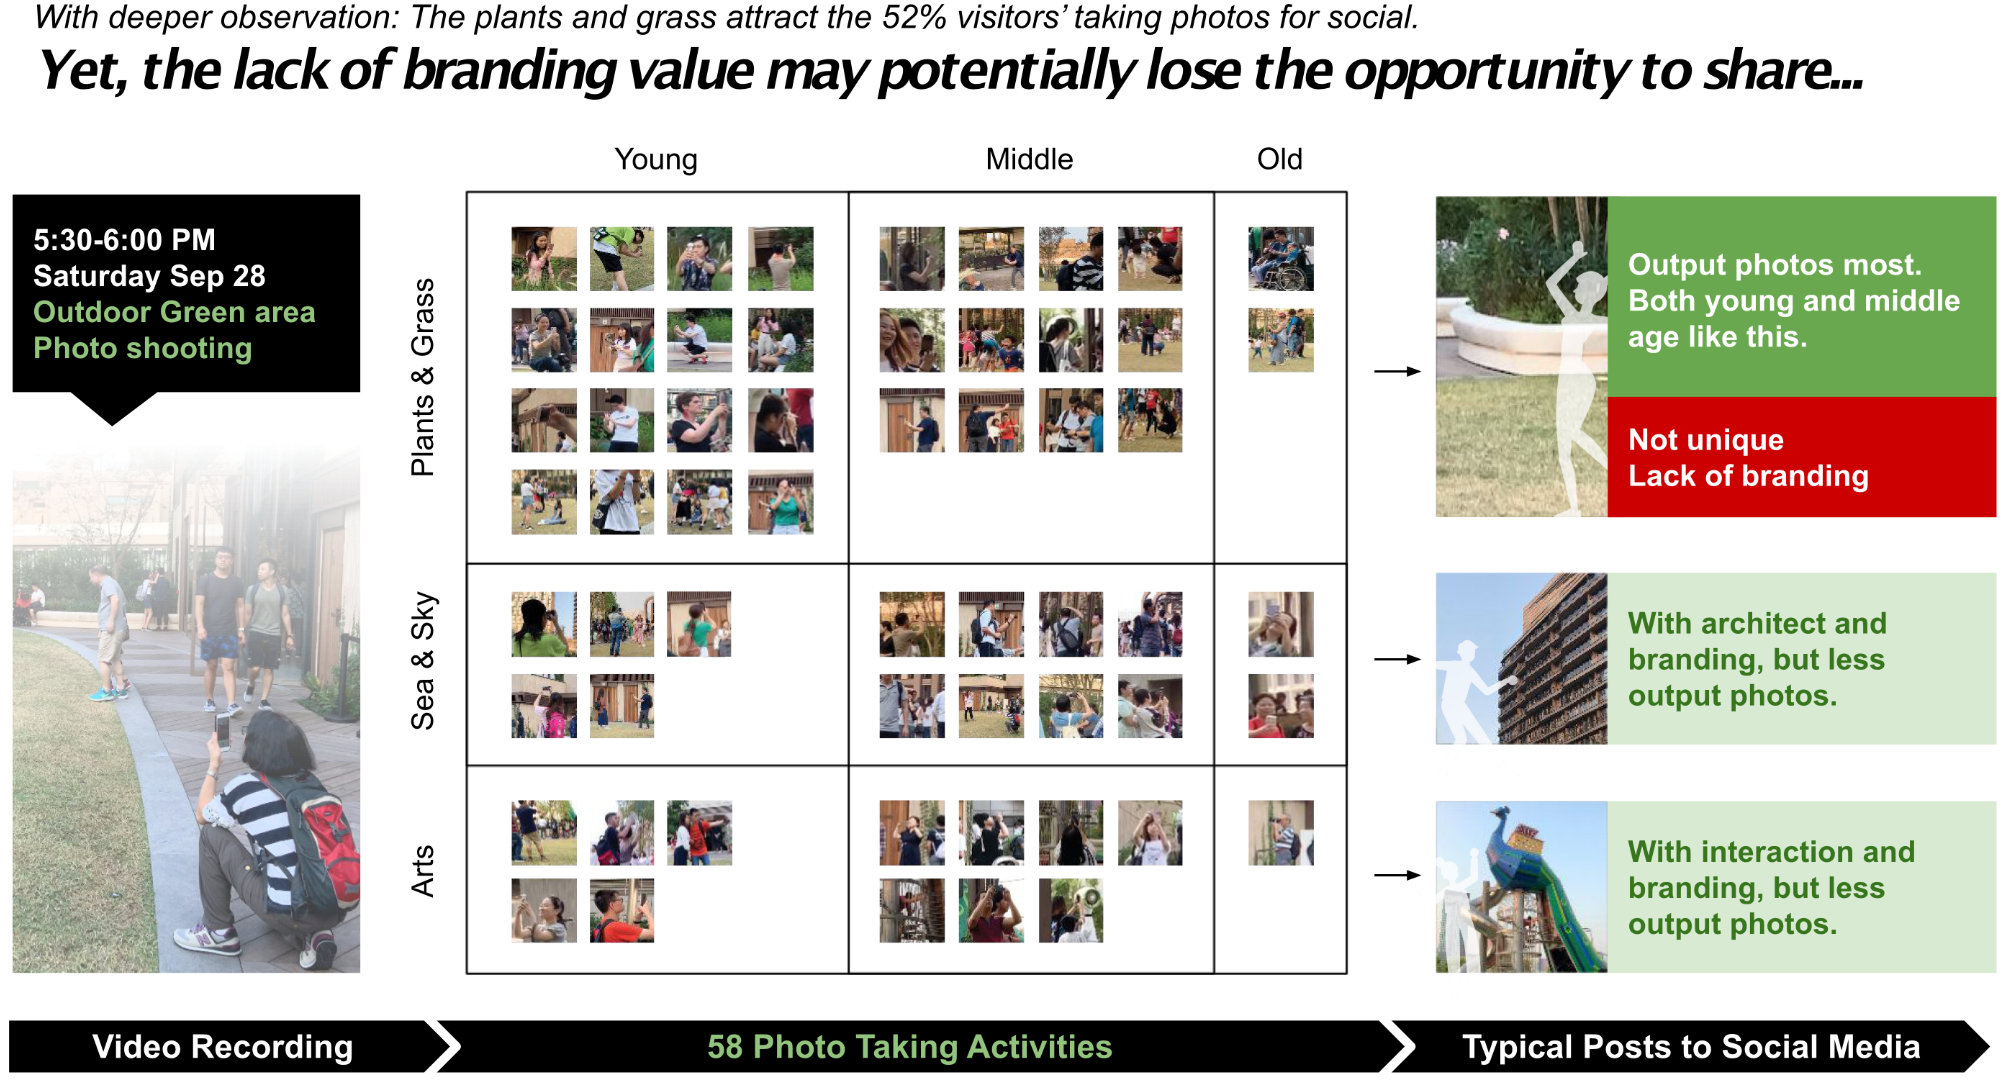 With deeper observation: The plants and grass attract the 52% visitors’ taking photos for social.
Yet, the lack of branding value may potentially lose the opportunity to share...
Young
Middle
Old
5:30-6:00 PM
Saturday Sep 28
Outdoor Green area
Photo shooting
Plants & Grass
Sea & Sky
Arts
Output photos most.
Both young and middle
age like this.
Not unique
Lack of branding
With architect and
branding, but less
output photos.
With interaction and
branding, but less
output photos.
Video Recording
58 Photo Taking Activities
Typical Posts to Social Media